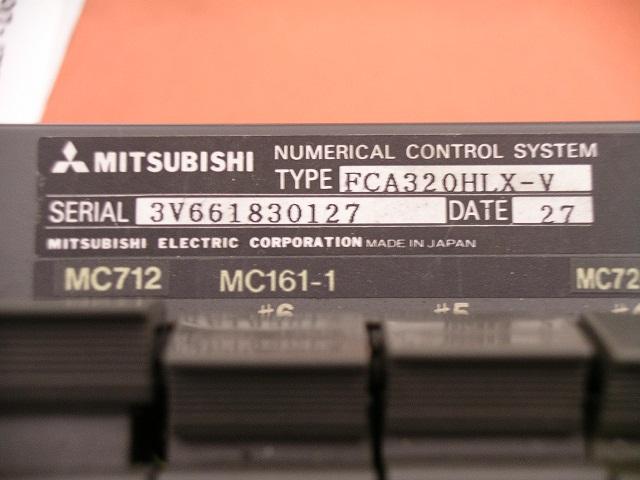 MITSUBISHI NUMERICAL CONTROL SYSTEM
TYPE FCA320HLX-V
SERIAL 3V661830127 DATE 27
MITSUBISHI ELECTRIC CORPORATION MADE IN JAPAN
MC712 MC161-1 MC72
#6 #5